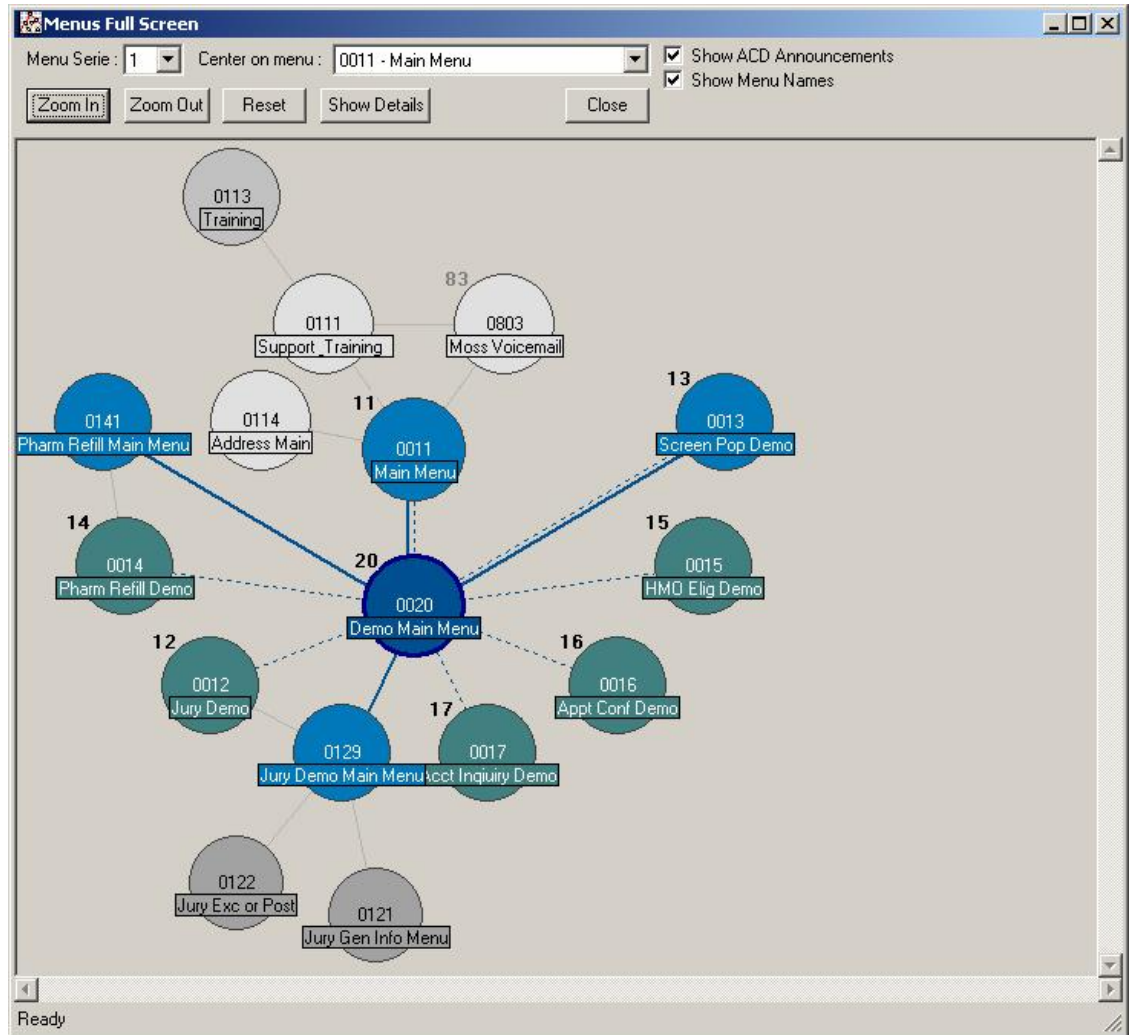 Menus Full Screen
Menu Serie : 1 Center on menu : 0011 - Main Menu
Show ACD Announcements
Show Menu Names
Zoom In Zoom Out Reset Show Details Close
0113
Training
83
0111
Support_Training
0803
Moss Voicemail
13
11
0141
Pharm Refill Main Menu
0114
Address Main
0011
Main Menu
0013
Screen Pop Demo
14
15
20
0014
Pharm Refill Demo
0015
HMO Elig Demo
0020
Demo Main Menu
12
16
0012
Jury Demo
0016
Appt Conf Demo
17
0129
Jury Demo Main Menu
0017
Acct Inqiuiry Demo
0122
Jury Exc or Post
0121
Jury Gen Info Menu
Ready